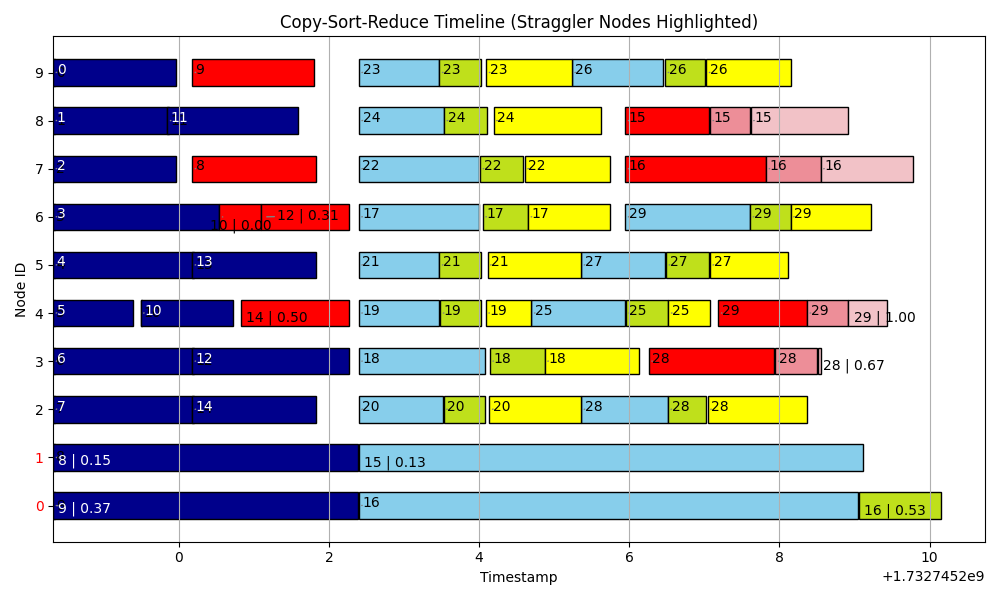 Copy-Sort-Reduce Timeline (Straggler Nodes Highlighted)
Node ID
9
0 9 23 23 23 26 26 26
8
1 11 24 24 24 15 15 15
7
2 8 22 22 22 16 16 16
6
3 10 | 0.00 12 | 0.31 17 17 17 29 29 29
5
4 13 21 21 21 27 27 27
4
5 10 14 | 0.50 19 19 19 25 25 25 29 29 29 | 1.00
3
6 12 18 18 18 28 28 28 | 0.67
2
7 14 20 20 20 28 28 28
1
8 | 0.15 15 | 0.13
0
9 | 0.37 16 16 | 0.53
0 2 4 6 8 10
+1.7327452e9
Timestamp